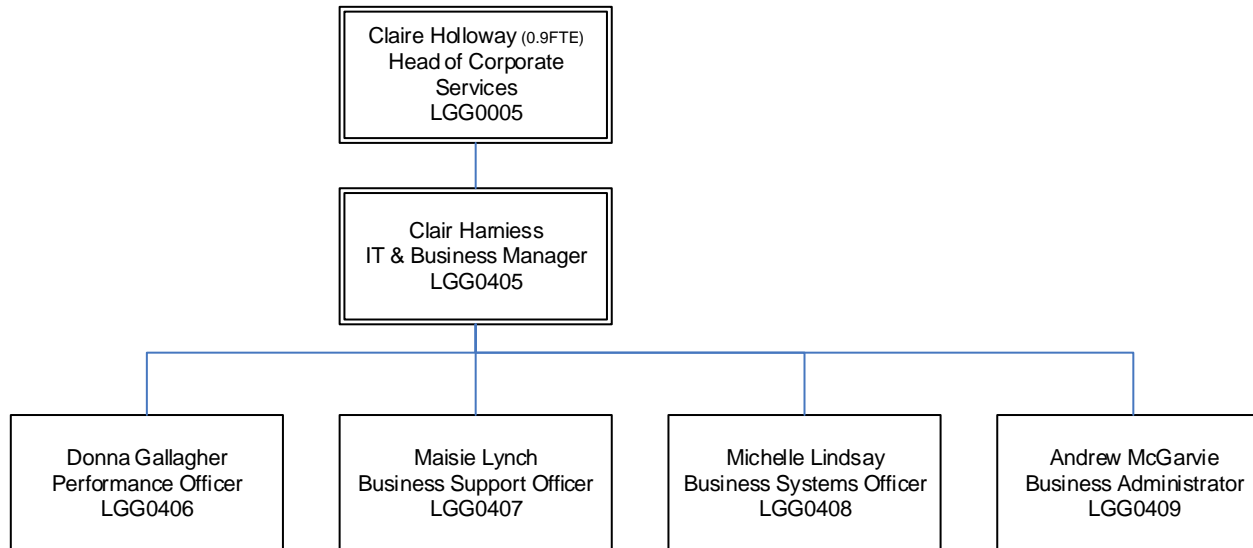 Claire Holloway (0.9FTE)
Head of Corporate
Services
LGG0005
Clair Harniess
IT & Business Manager
LGG0405
Donna Gallagher
Performance Officer
LGG0406
Maisie Lynch
Business Support Officer
LGG0407
Michelle Lindsay
Business Systems Officer
LGG0408
Andrew McGarvie
Business Administrator
LGG0409